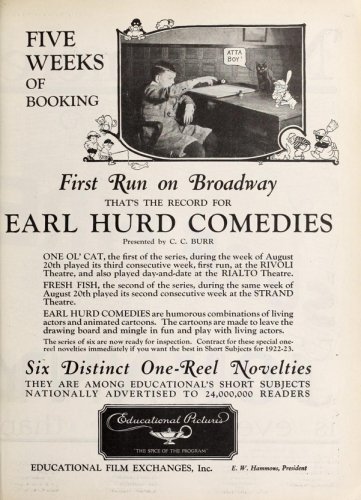 FIVE
WEEKS
OF
BOOKING
ATTA
BOY!
First Run on Broadway
THAT'S THE RECORD FOR
EARL HURD COMEDIES
Presented by C. C. BURR
ONE OL' CAT, the first of the series, during the week of August
20th played its third consecutive week, first run, at the RIVOLI
Theatre, and also played day-and-date at the RIALTO Theatre.
FRESH FISH, the second of the series, during the same week of
August 20th played its second consecutive week at the STRAND
Theatre.
EARL HURD COMEDIES are humorous combinations of living
actors and animated cartoons. The cartoons are made to leave the
drawing board and mingle in fun and play with living actors.
The series of six are now ready for inspection. Contract for these special one-
reel novelties immediately if you want the best in Short Subjects for 1922-23.
Six Distinct One-Reel Novelties
THEY ARE AMONG EDUCATIONAL'S SHORT SUBJECTS
NATIONALLY ADVERTISED TO 24,000,000 READERS
Educational Pictures
"THE SPICE OF THE PROGRAM"
EDUCATIONAL FILM EXCHANGES, Inc.
E. W. Hammons, President